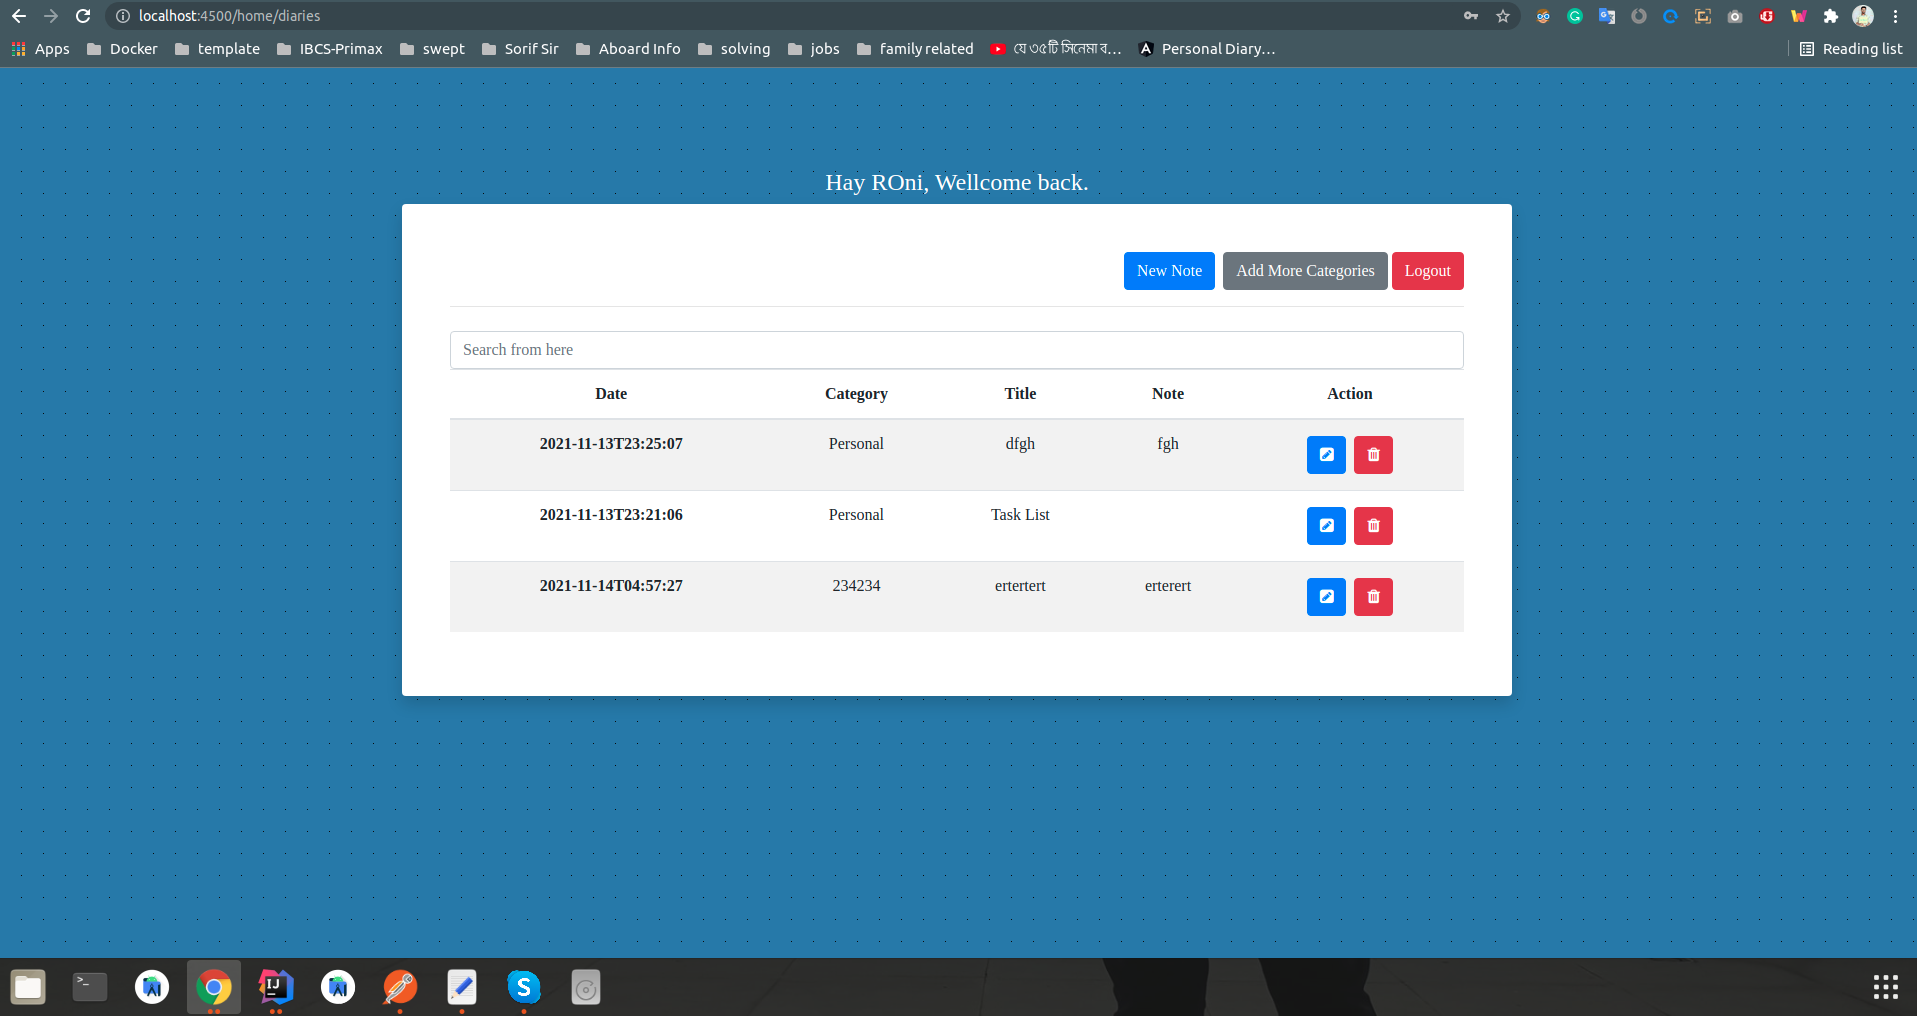 localhost:4500/home/diaries
Apps Docker template IBCS-Primax swept Sorif Sir Aboard Info solving jobs family related যে ৩৫টি সিনেমা ব... Personal Diary... Reading list
Hay ROni, Wellcome back.
New Note Add More Categories Logout
Search from here
Date Category Title Note Action
2021-11-13T23:25:07 Personal dfgh fgh
2021-11-13T23:21:06 Personal Task List
2021-11-14T04:57:27 234234 ertertert erterert